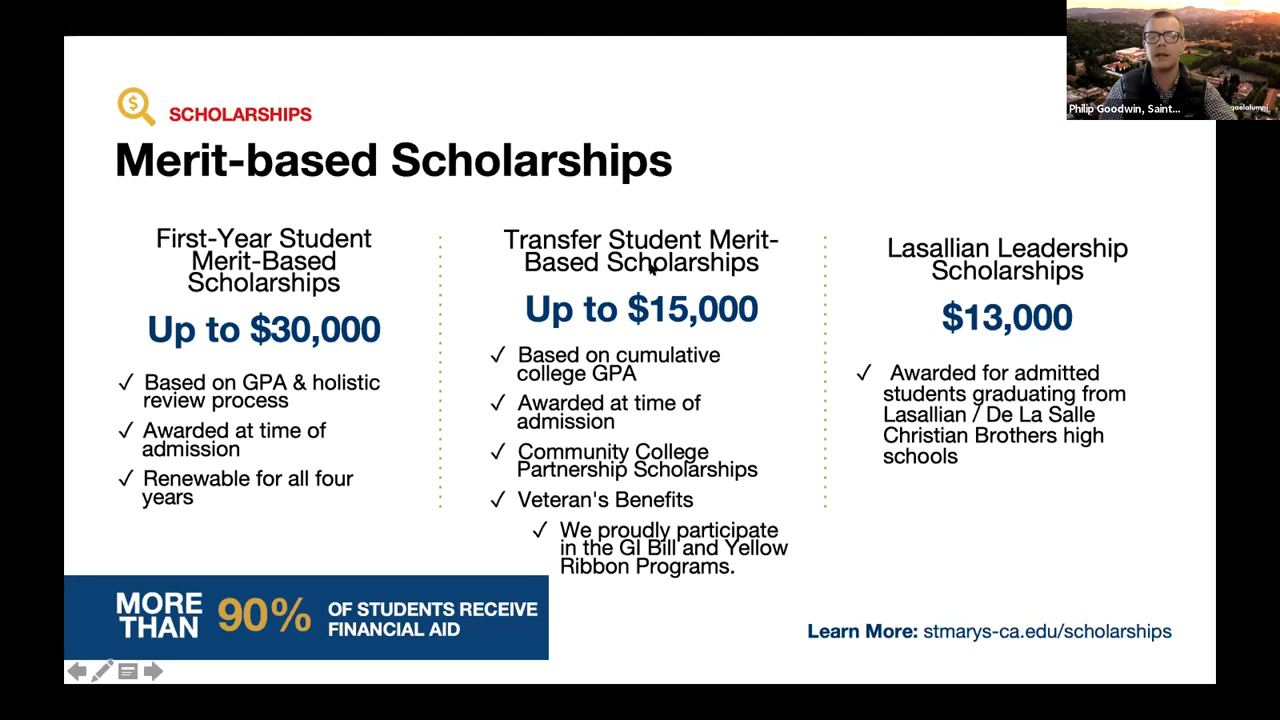 Philip Goodwin, Saint...
gaelalumni
SCHOLARSHIPS
Merit-based Scholarships
First-Year Student
Merit-Based
Scholarships
Up to $30,000
✓ Based on GPA & holistic
review process
✓ Awarded at time of
admission
✓ Renewable for all four
years
Transfer Student Merit-
Based Scholarships
Up to $15,000
✓ Based on cumulative
college GPA
✓ Awarded at time of
admission
✓ Community College
Partnership Scholarships
✓ Veteran's Benefits
✓ We proudly participate
in the GI Bill and Yellow
Ribbon Programs.
Lasallian Leadership
Scholarships
$13,000
✓ Awarded for admitted
students graduating from
Lasallian / De La Salle
Christian Brothers high
schools
MORE
THAN
90%
OF STUDENTS RECEIVE
FINANCIAL AID
Learn More: stmarys-ca.edu/scholarships